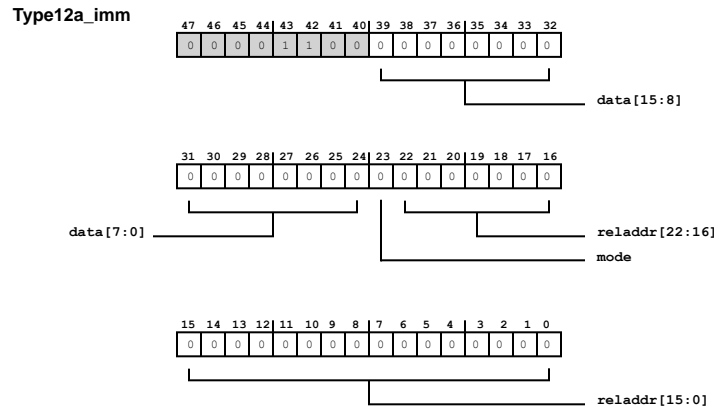 Type12a_imm
47 46 45 44 43 42 41 40 39 38 37 36 35 34 33 32
0 0 0 0 1 1 0 0 0 0 0 0 0 0 0 0
data[15:8]
31 30 29 28 27 26 25 24 23 22 21 20 19 18 17 16
0 0 0 0 0 0 0 0 0 0 0 0 0 0 0 0
data[7:0] reladdr[22:16]
mode
15 14 13 12 11 10 9 8 7 6 5 4 3 2 1 0
0 0 0 0 0 0 0 0 0 0 0 0 0 0 0 0
reladdr[15:0]